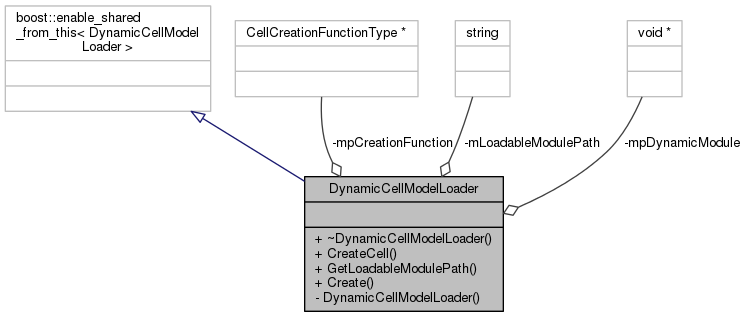 boost::enable_shared
_from_this< DynamicCellModel
Loader >
CellCreationFunctionType *
string
void *
-mpCreationFunction
-mLoadableModulePath
-mpDynamicModule
DynamicCellModelLoader
+ ~DynamicCellModelLoader()
+ CreateCell()
+ GetLoadableModulePath()
+ Create()
- DynamicCellModelLoader()